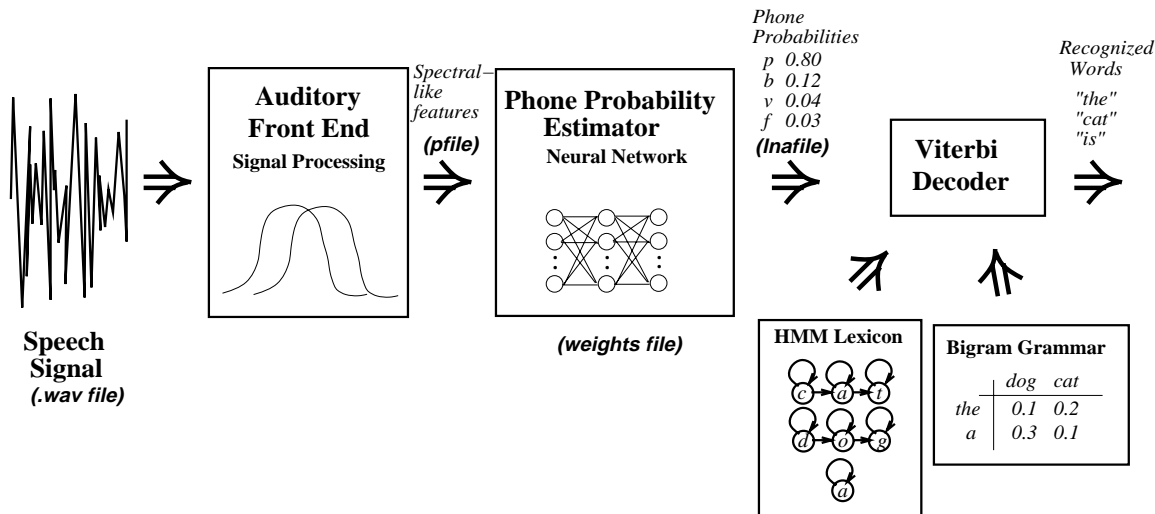 Speech
Signal
(.wav file)
Auditory
Front End
Signal Processing
Spectral–
like
features
(pfile)
Phone Probability
Estimator
Neural Network
(weights file)
Phone
Probabilities
p 0.80
b 0.12
v 0.04
f 0.03
(lnafile)
Viterbi
Decoder
Recognized
Words
"the"
"cat"
"is"
HMM Lexicon
c a t
d o g
a
Bigram Grammar
dog cat
the 0.1 0.2
a 0.3 0.1